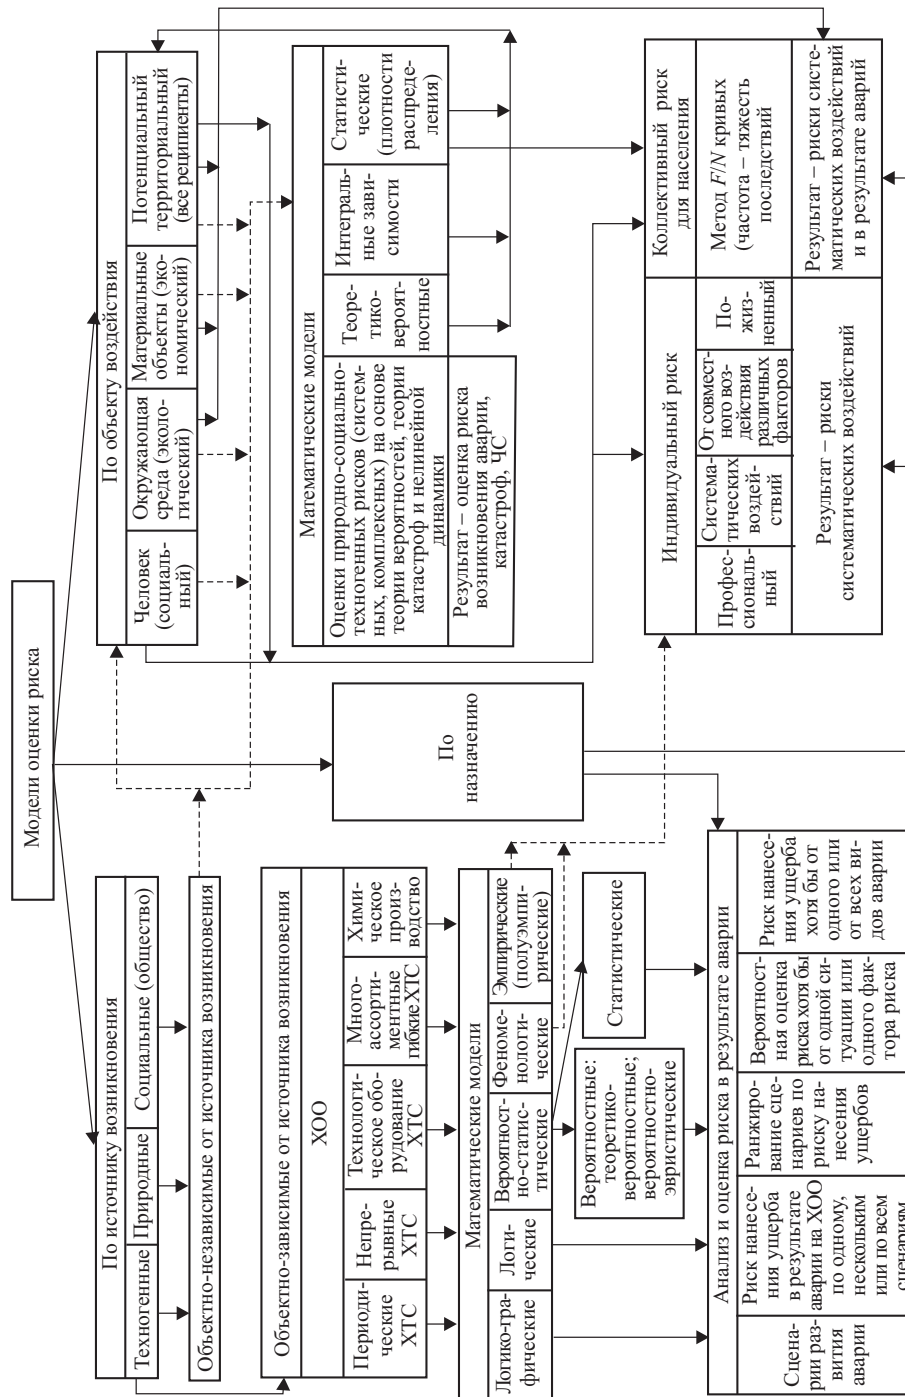 Модели оценки риска
По источнику возникновения
Техногенные
Природные
Социальные (общество)
Объектно-независимые от источника возникновения
Объектно-зависимые от источника возникновения
ХОО
Периоди-
ческие
ХТС
Непре-
рывные
ХТС
Технологи-
ческое обо-
рудование
ХТС
Много-
ассорти-
ментные
гибкие ХТС
Хими-
ческое
произ-
водство
Математические модели
Логико-гра-
фические
Логи-
ческие
Вероятност-
но-статис-
тические
Феноме-
нологи-
ческие
Эмпирические
(полуэмпи-
рические)
Вероятностные:
теоретико-
вероятностные;
вероятностно-
эвристические
Статистические
Анализ и оценка риска в результате аварии
Сцена-
рии раз-
вития
аварии
Риск нанесе-
ния ущерба
в результате
аварии на ХОО
по одному,
нескольким
или по всем
сценариям
Ранжиро-
вание сце-
нариев по
риску на-
несения
ущербов
Вероятност-
ная оценка
риска хотя бы
от одной си-
туации или
одного фак-
тора риска
Риск нанесе-
ния ущерба
хотя бы от
одного или
от всех ви-
дов аварии
По
назначению
По объекту воздействия
Человек
(социаль-
ный)
Окружающая
среда (эколо-
гический)
Материальные
объекты (эко-
номический)
Потенциальный
территориальный
(все реципиенты)
Математические модели
Оценки природно-социально-
техногенных рисков (систем-
ных, комплексных) на основе
теории вероятностей, теории
катастроф и нелинейной
динамики
Результат – оценка риска
возникновения аварии,
катастроф, ЧС
Теоре-
тико-
вероят-
ностные
Интеграль-
ные зави-
симости
Статисти-
ческие
(плотности
распреде-
ления)
Индивидуальный риск
Профес-
сиональ-
ный
Система-
тических
воздей-
ствий
От совмест-
ного воз-
действия
различных
факторов
По-
жиз-
ненный
Результат – риски
систематических воздействий
Коллективный риск
для населения
Метод F/N кривых
(частота – тяжесть
последствий
Результат – риски систе-
матических воздействий
и в результате аварий